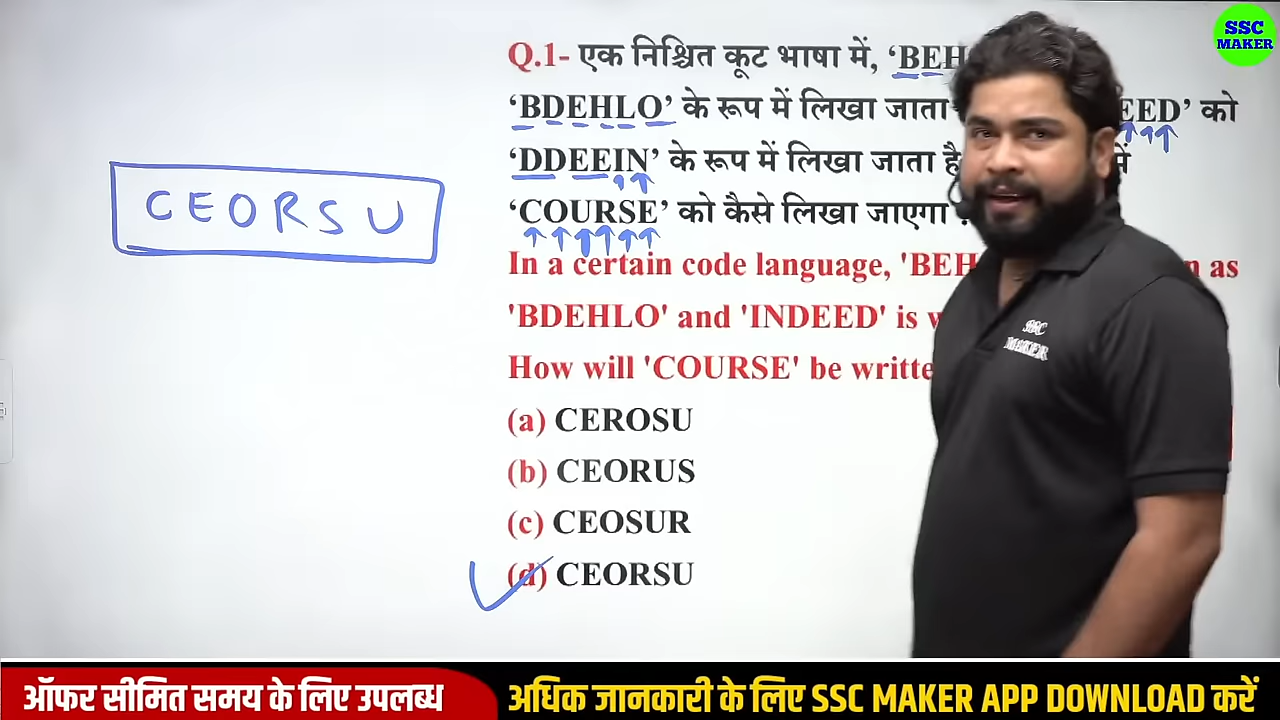 SSC
MAKER
Q.1- एक निश्चित कूट भाषा में, ‘BEH
‘BDEHLO’ के रूप में लिखा जाता EED’ को
‘DDEEIN’ के रूप में लिखा जाता है में
‘COURSE’ को कैसे लिखा जाएगा
CEORSU
In a certain code language, 'BEH as
'BDEHLO' and 'INDEED' is
How will 'COURSE' be writte
(a) CEROSU
(b) CEORUS
(c) CEOSUR
(d) CEORSU
SSC
MAKER
ऑफर सीमित समय के लिए उपलब्ध
अधिक जानकारी के लिए SSC MAKER APP DOWNLOAD करें